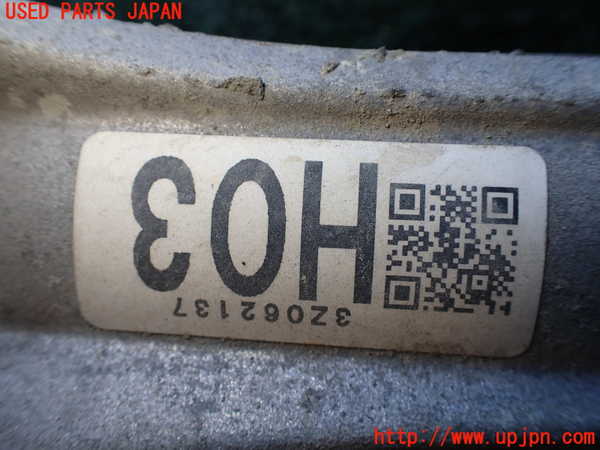 USED PARTS JAPAN
3Z062137
H03
http://www.upjpn.com/